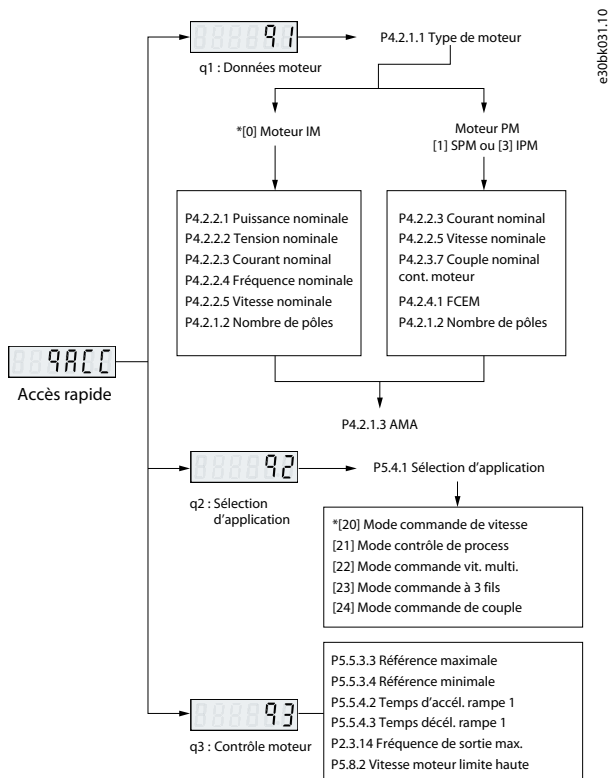 e30bk031.10
q1
P4.2.1.1 Type de moteur
q1 : Données moteur
*[0] Moteur IM
Moteur PM
[1] SPM ou [3] IPM
P4.2.2.1 Puissance nominale
P4.2.2.2 Tension nominale
P4.2.2.3 Courant nominal
P4.2.2.4 Fréquence nominale
P4.2.2.5 Vitesse nominale
P4.2.1.2 Nombre de pôles
P4.2.2.3 Courant nominal
P4.2.2.5 Vitesse nominale
P4.2.3.7 Couple nominal
cont. moteur
P4.2.4.1 FCEM
P4.2.1.2 Nombre de pôles
qACC
Accès rapide
P4.2.1.3 AMA
q2
P5.4.1 Sélection d’application
q2 : Sélection
d’application
*[20] Mode commande de vitesse
[21] Mode contrôle de process
[22] Mode commande vit. multi.
[23] Mode commande à 3 fils
[24] Mode commande de couple
q3
q3 : Contrôle moteur
P5.5.3.3 Référence maximale
P5.5.3.4 Référence minimale
P5.5.4.2 Temps d’accél. rampe 1
P5.5.4.3 Temps décél. rampe 1
P2.3.14 Fréquence de sortie max.
P5.8.2 Vitesse moteur limite haute